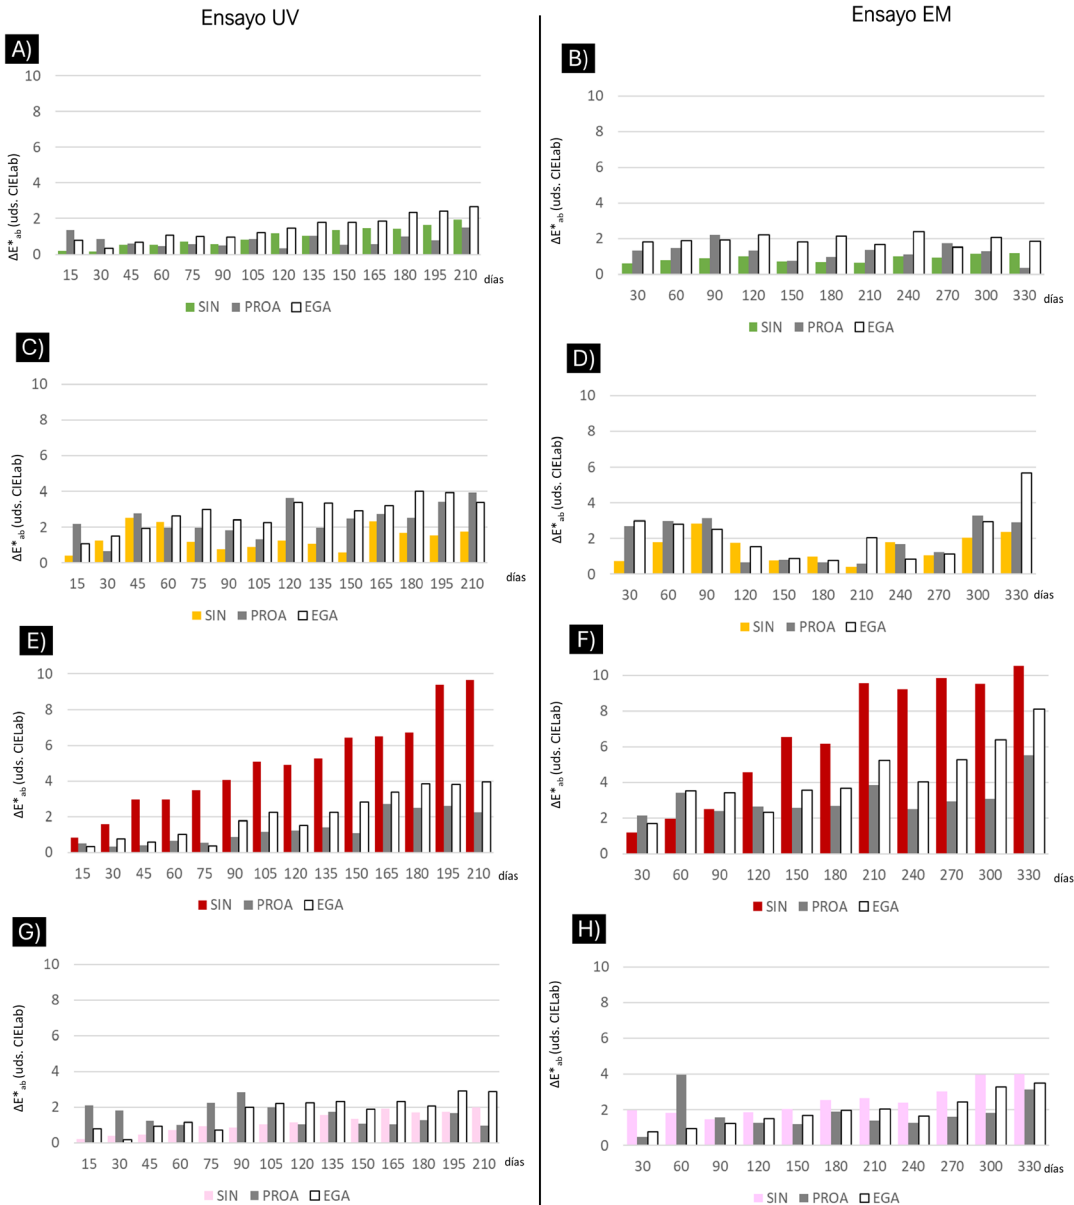 Ensayo UV
Ensayo EM
A)
10
8
6
4
2
0
ΔE*ab (uds. CIELab)
15 30 45 60 75 90 105 120 135 150 165 180 195 210 días
SIN PROA EGA
B)
10
8
6
4
2
0
ΔE*ab (uds. CIELab)
30 60 90 120 150 180 210 240 270 300 330 días
SIN PROA EGA
C)
10
8
6
4
2
0
ΔE*ab (uds. CIELab)
15 30 45 60 75 90 105 120 135 150 165 180 195 210 días
SIN PROA EGA
D)
10
8
6
4
2
0
ΔE*ab (uds. CIELab)
30 60 90 120 150 180 210 240 270 300 330 días
SIN PROA EGA
E)
10
8
6
4
2
0
ΔE*ab (uds. CIELab)
15 30 45 60 75 90 105 120 135 150 165 180 195 210 días
SIN PROA EGA
F)
10
8
6
4
2
0
ΔE*ab (uds. CIELab)
30 60 90 120 150 180 210 240 270 300 330 días
SIN PROA EGA
G)
10
8
6
4
2
0
ΔE*ab (uds. CIELab)
15 30 45 60 75 90 105 120 135 150 165 180 195 210 días
SIN PROA EGA
H)
10
8
6
4
2
0
ΔE*ab (uds. CIELab)
30 60 90 120 150 180 210 240 270 300 330 días
SIN PROA EGA